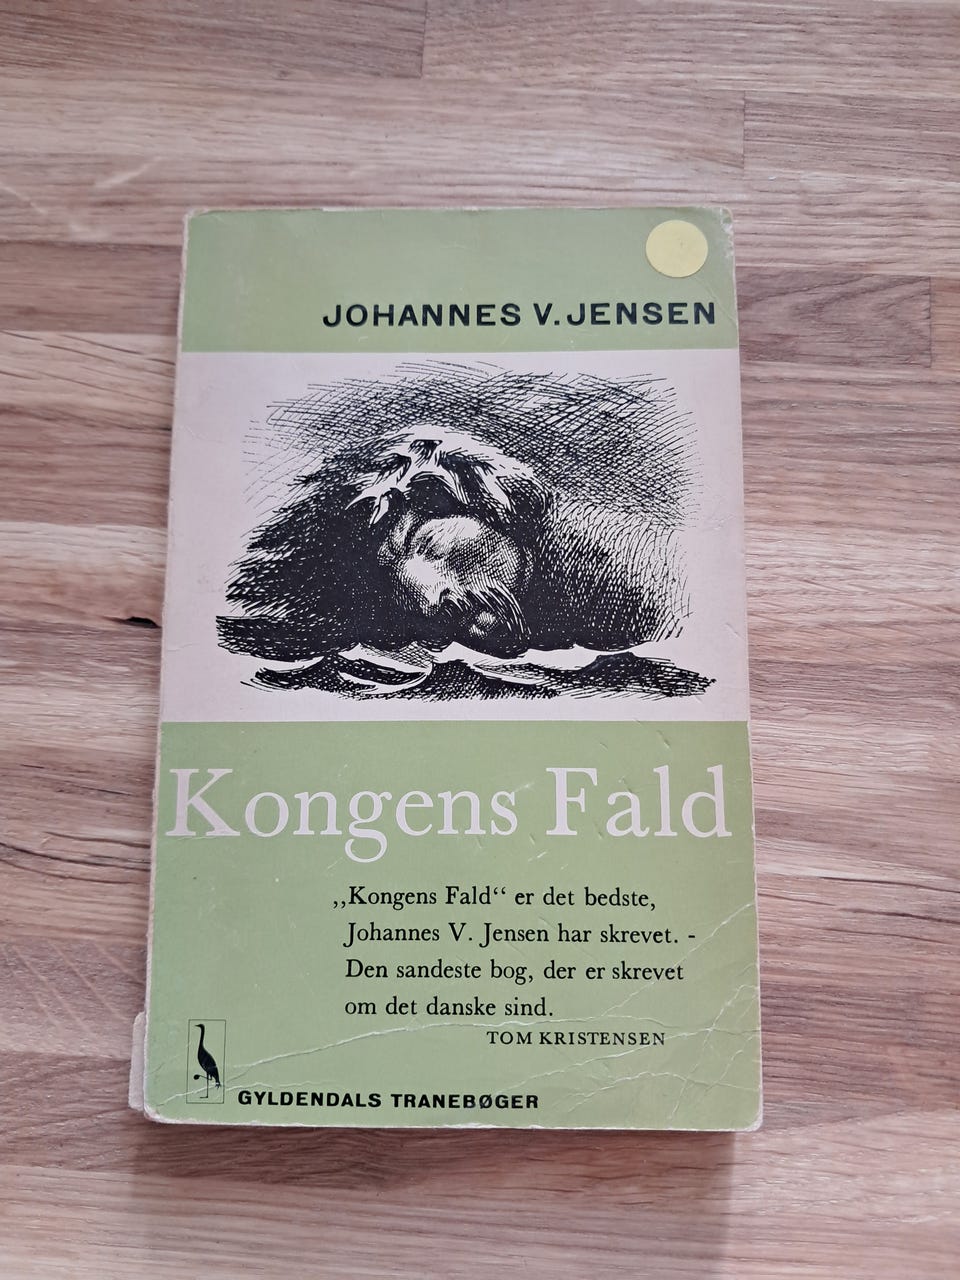 JOHANNES V. JENSEN
Kongens Fald
„Kongens Fald“ er det bedste,
Johannes V. Jensen har skrevet. -
Den sandeste bog, der er skrevet
om det danske sind.
TOM KRISTENSEN
GYLDENDALS TRANEBØGER